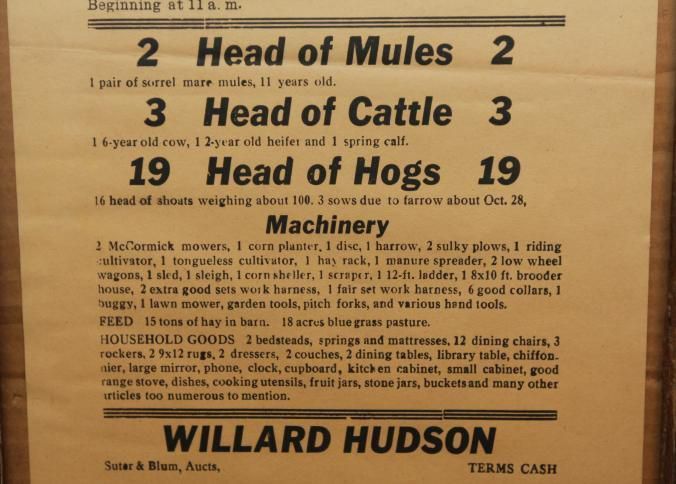 Beginning at 11 a. m.
2 Head of Mules 2
1 pair of sorrel mare mules, 11 years old.
3 Head of Cattle 3
1 6-year old cow, 1 2-year old heifer and 1 spring calf.
19 Head of Hogs 19
16 head of shoats weighing about 100. 3 sows due to farrow about Oct. 28,
Machinery
2 McCormick mowers, 1 corn planter, 1 disc, 1 harrow, 2 sulky plows, 1 riding
cultivator, 1 tongueless cultivator, 1 hay rack, 1 manure spreader, 2 low wheel
wagons, 1 sled, 1 sleigh, 1 corn sheller, 1 scraper, 1 12-ft. ladder, 1 8x10 ft. brooder
house, 2 extra good sets work harness, 1 fair set work harness, 6 good collars, 1
buggy, 1 lawn mower, garden tools, pitch forks, and various hand tools.
FEED 15 tons of hay in barn. 18 acres blue grass pasture.
HOUSEHOLD GOODS 2 bedsteads, springs and mattresses, 12 dining chairs, 3
rockers, 2 9x12 rugs, 2 dressers, 2 couches, 2 dining tables, library table, chiffon-
nier, large mirror, phone, clock, cupboard, kitchen cabinet, small cabinet, good
range stove, dishes, cooking utensils, fruit jars, stone jars, buckets and many other
articles too numerous to mention.
WILLARD HUDSON
Suter & Blum, Aucts, TERMS CASH